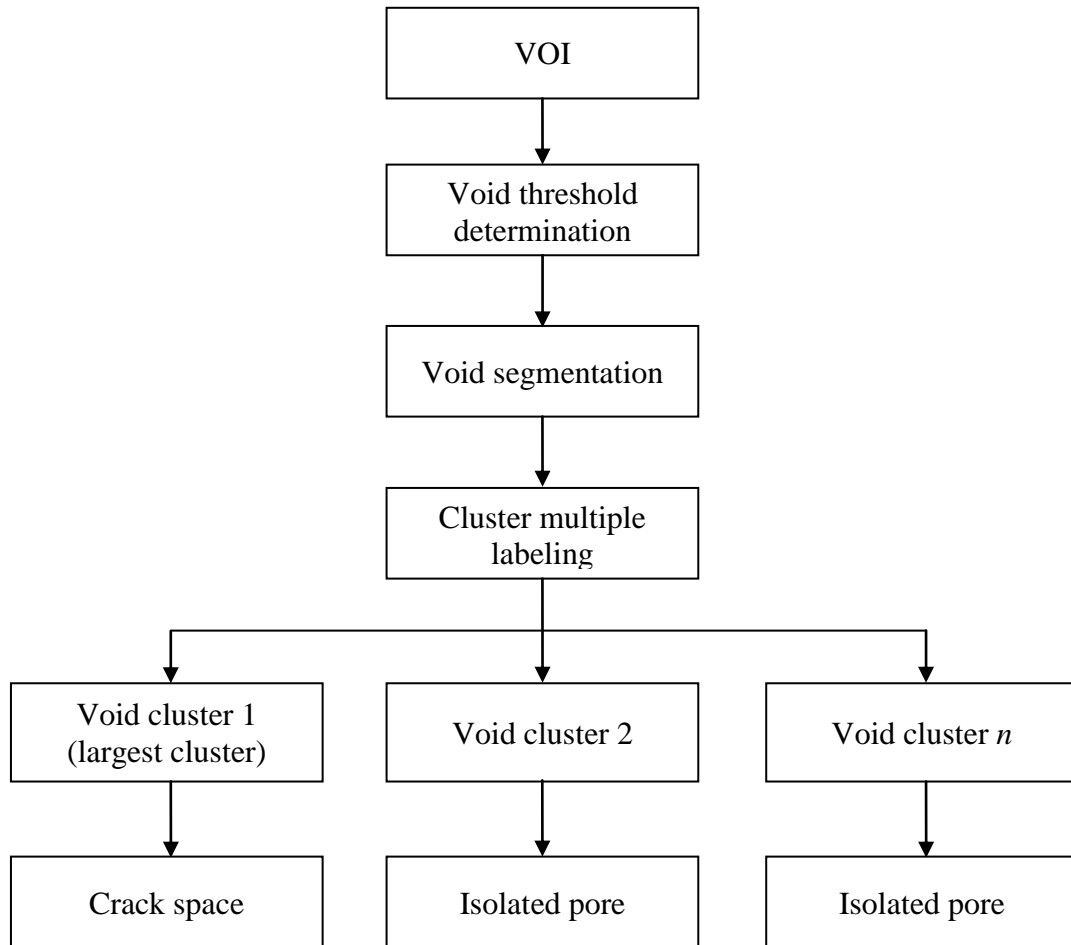 VOI
Void threshold
determination
Void segmentation
Cluster multiple
labeling
Void cluster 1
(largest cluster)
Void cluster 2
Void cluster n
Crack space
Isolated pore
Isolated pore